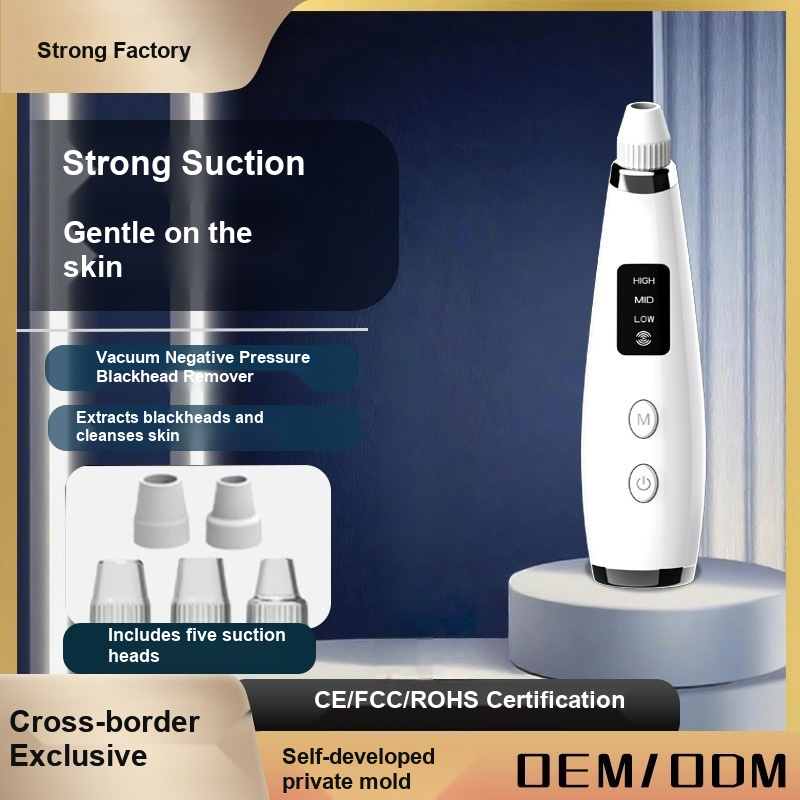 Strong Factory
Strong Suction
Gentle on the
skin
Vacuum Negative Pressure
Blackhead Remover
Extracts blackheads and
cleanses skin
HIGH
MID
LOW
M
Includes five suction
heads
CE/FCC/ROHS Certification
Cross-border
Exclusive
Self-developed
private mold
OEM/ODM